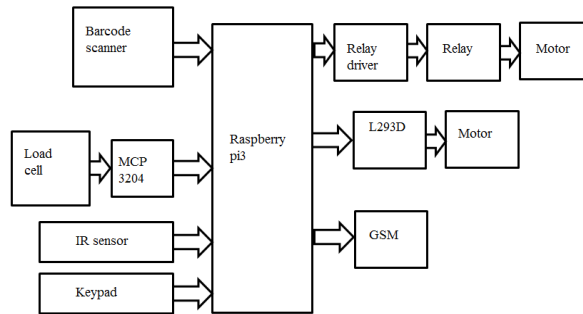 Barcode
scanner
Relay
driver
Relay
Motor
Load
cell
MCP
3204
Raspberry
pi3
L293D
Motor
IR sensor
GSM
Keypad